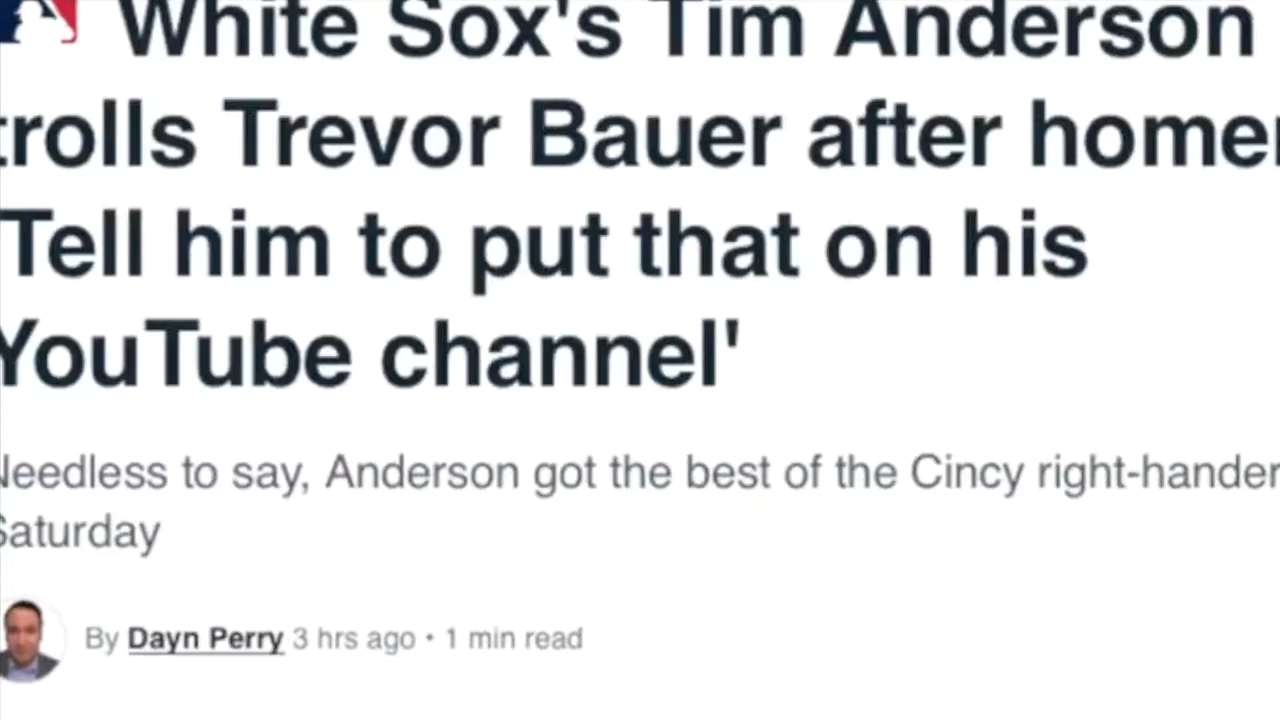 White Sox's Tim Anderson
trolls Trevor Bauer after homer
'Tell him to put that on his
YouTube channel'
Needless to say, Anderson got the best of the Cincy right-hander
Saturday
By Dayn Perry 3 hrs ago • 1 min read